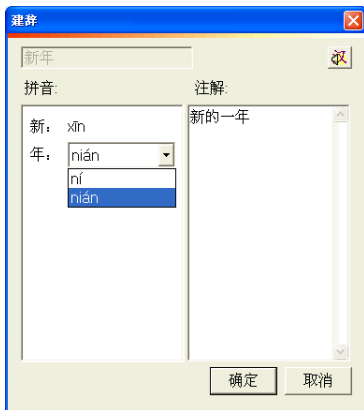 建辞
新年
汉
拼音:
注解:
新： xīn
年： nián
ní
nián
新的一年
确定
取消